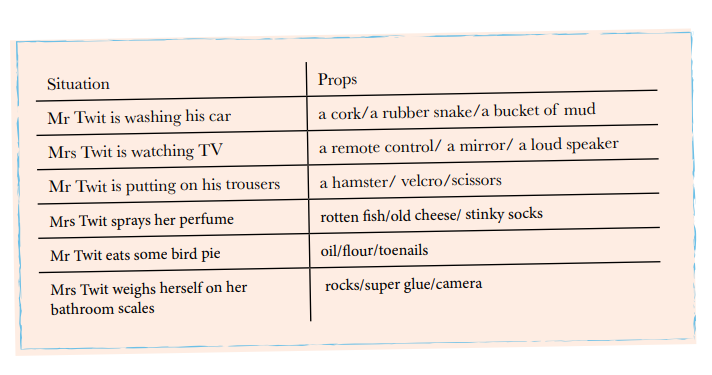 Situation Props
Mr Twit is washing his car a cork/a rubber snake/a bucket of mud
Mrs Twit is watching TV a remote control/ a mirror/ a loud speaker
Mr Twit is putting on his trousers a hamster/ velcro/scissors
Mrs Twit sprays her perfume rotten fish/old cheese/ stinky socks
Mr Twit eats some bird pie oil/flour/toenails
Mrs Twit weighs herself on her rocks/super glue/camera
bathroom scales